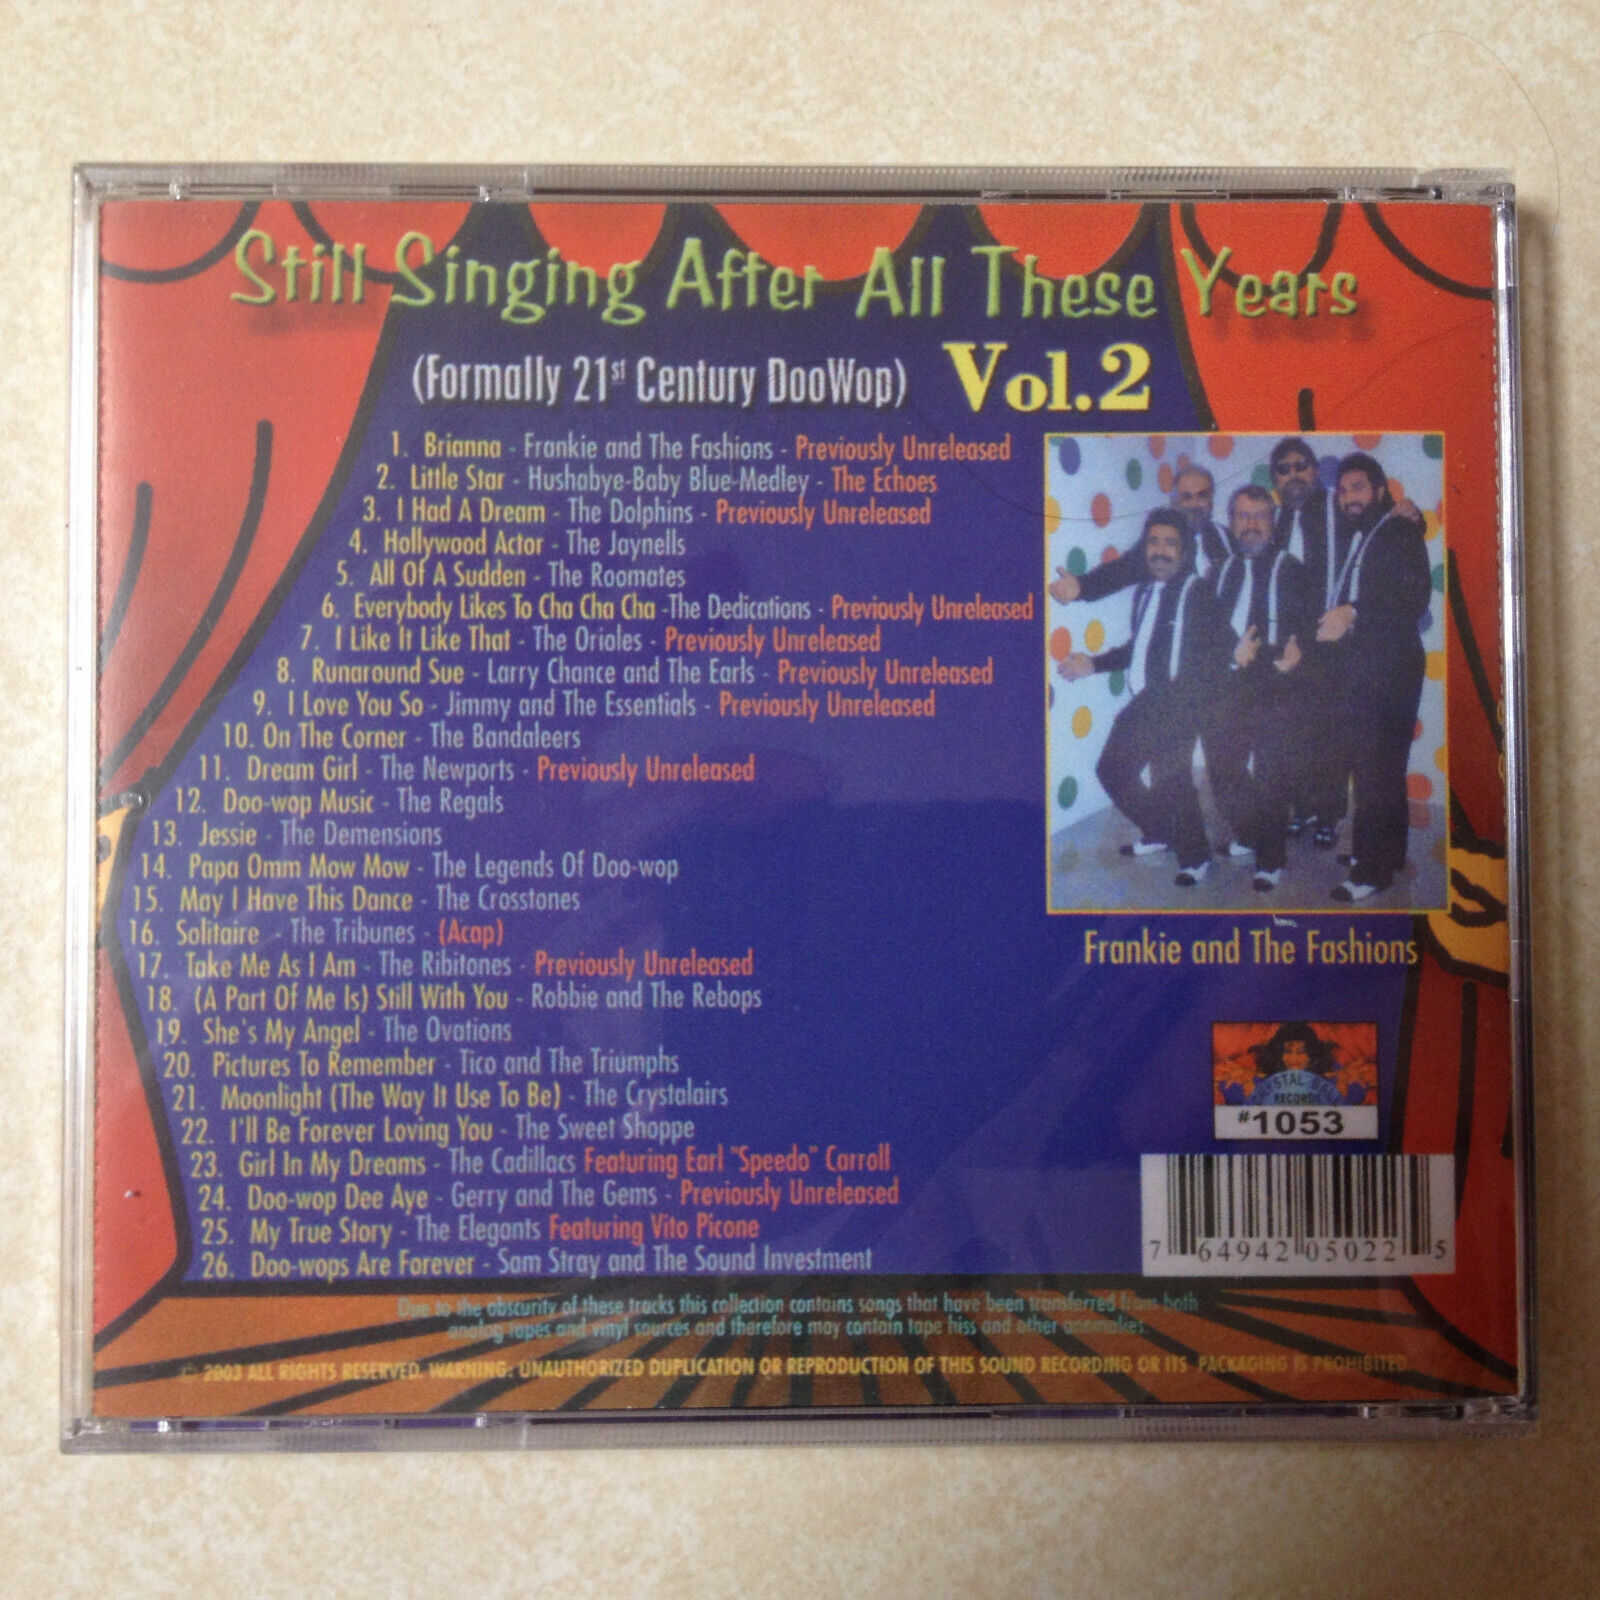 Still Singing After All These Years
(Formally 21st Century DooWop) Vol.2
1. Brianna - Frankie and The Fashions - Previously Unreleased
2. Little Star - Hushabye-Baby Blue-Medley - The Echoes
3. I Had A Dream - The Dolphins - Previously Unreleased
4. Hollywood Actor - The Jaynells
5. All Of A Sudden - The Roomates
6. Everybody Likes To Cha Cha Cha -The Dedications - Previously Unreleased
7. I Like It Like That - The Orioles - Previously Unreleased
8. Runaround Sue - Larry Chance and The Earls - Previously Unreleased
9. I Love You So - Jimmy and The Essentials - Previously Unreleased
10. On The Corner - The Bandaleers
11. Dream Girl - The Newports - Previously Unreleased
12. Doo-wop Music - The Regals
13. Jessie - The Demensions
14. Papa Omm Mow Mow - The Legends Of Doo-wop
15. May I Have This Dance - The Crosstones
16. Solitaire - The Tribunes - (Acap)
17. Take Me As I Am - The Ribitones - Previously Unreleased
18. (A Part Of Me Is) Still With You - Robbie and The Rebops
19. She's My Angel - The Ovations
20. Pictures To Remember - Tico and The Triumphs
21. Moonlight (The Way It Use To Be) - The Crystalairs
22. I'll Be Forever Loving You - The Sweet Shoppe
23. Girl In My Dreams - The Cadillacs Featuring Earl "Speedo" Carroll
24. Doo-wop Dee Aye - Gerry and The Gems - Previously Unreleased
25. My True Story - The Elegants Featuring Vito Picone
26. Doo-wops Are Forever - Sam Stray and The Sound Investment
Frankie and The Fashions
CRYSTAL BALL
RECORDS
#1053
7 64942 05022 5
Due to the obscurity of these tracks this collection contains songs that have been transferred from both
analog tapes and vinyl sources and therefore may contain tape hiss and other
© 2003 ALL RIGHTS RESERVED. WARNING: UNAUTHORIZED DUPLICATION OR REPRODUCTION OF THIS SOUND RECORDING OR ITS PACKAGING IS PROHIBITED